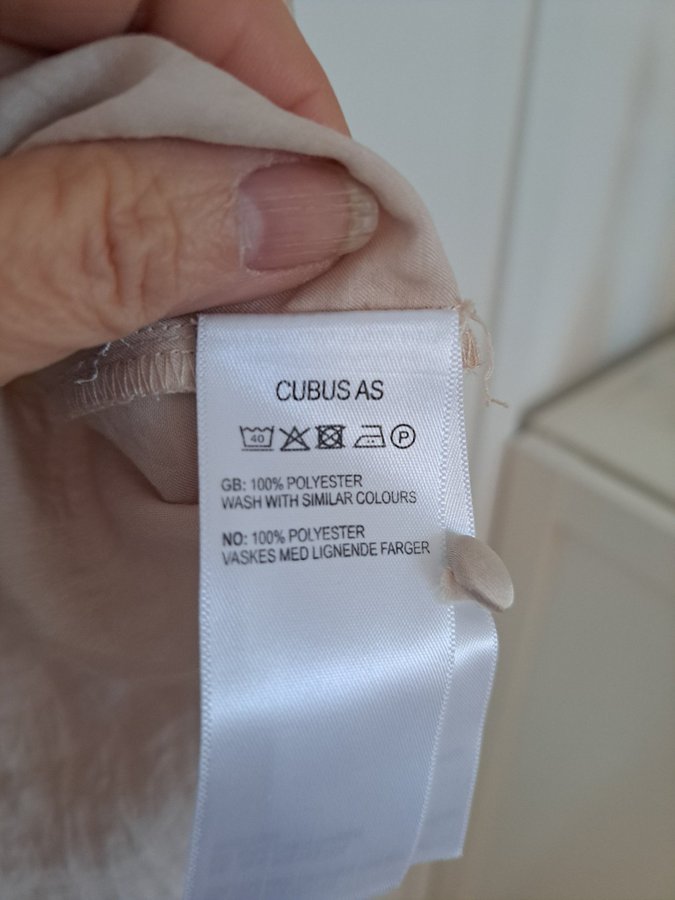 CUBUS AS
40 P
GB: 100% POLYESTER
WASH WITH SIMILAR COLOURS
NO: 100% POLYESTER
VASKES MED LIGNENDE FARGER